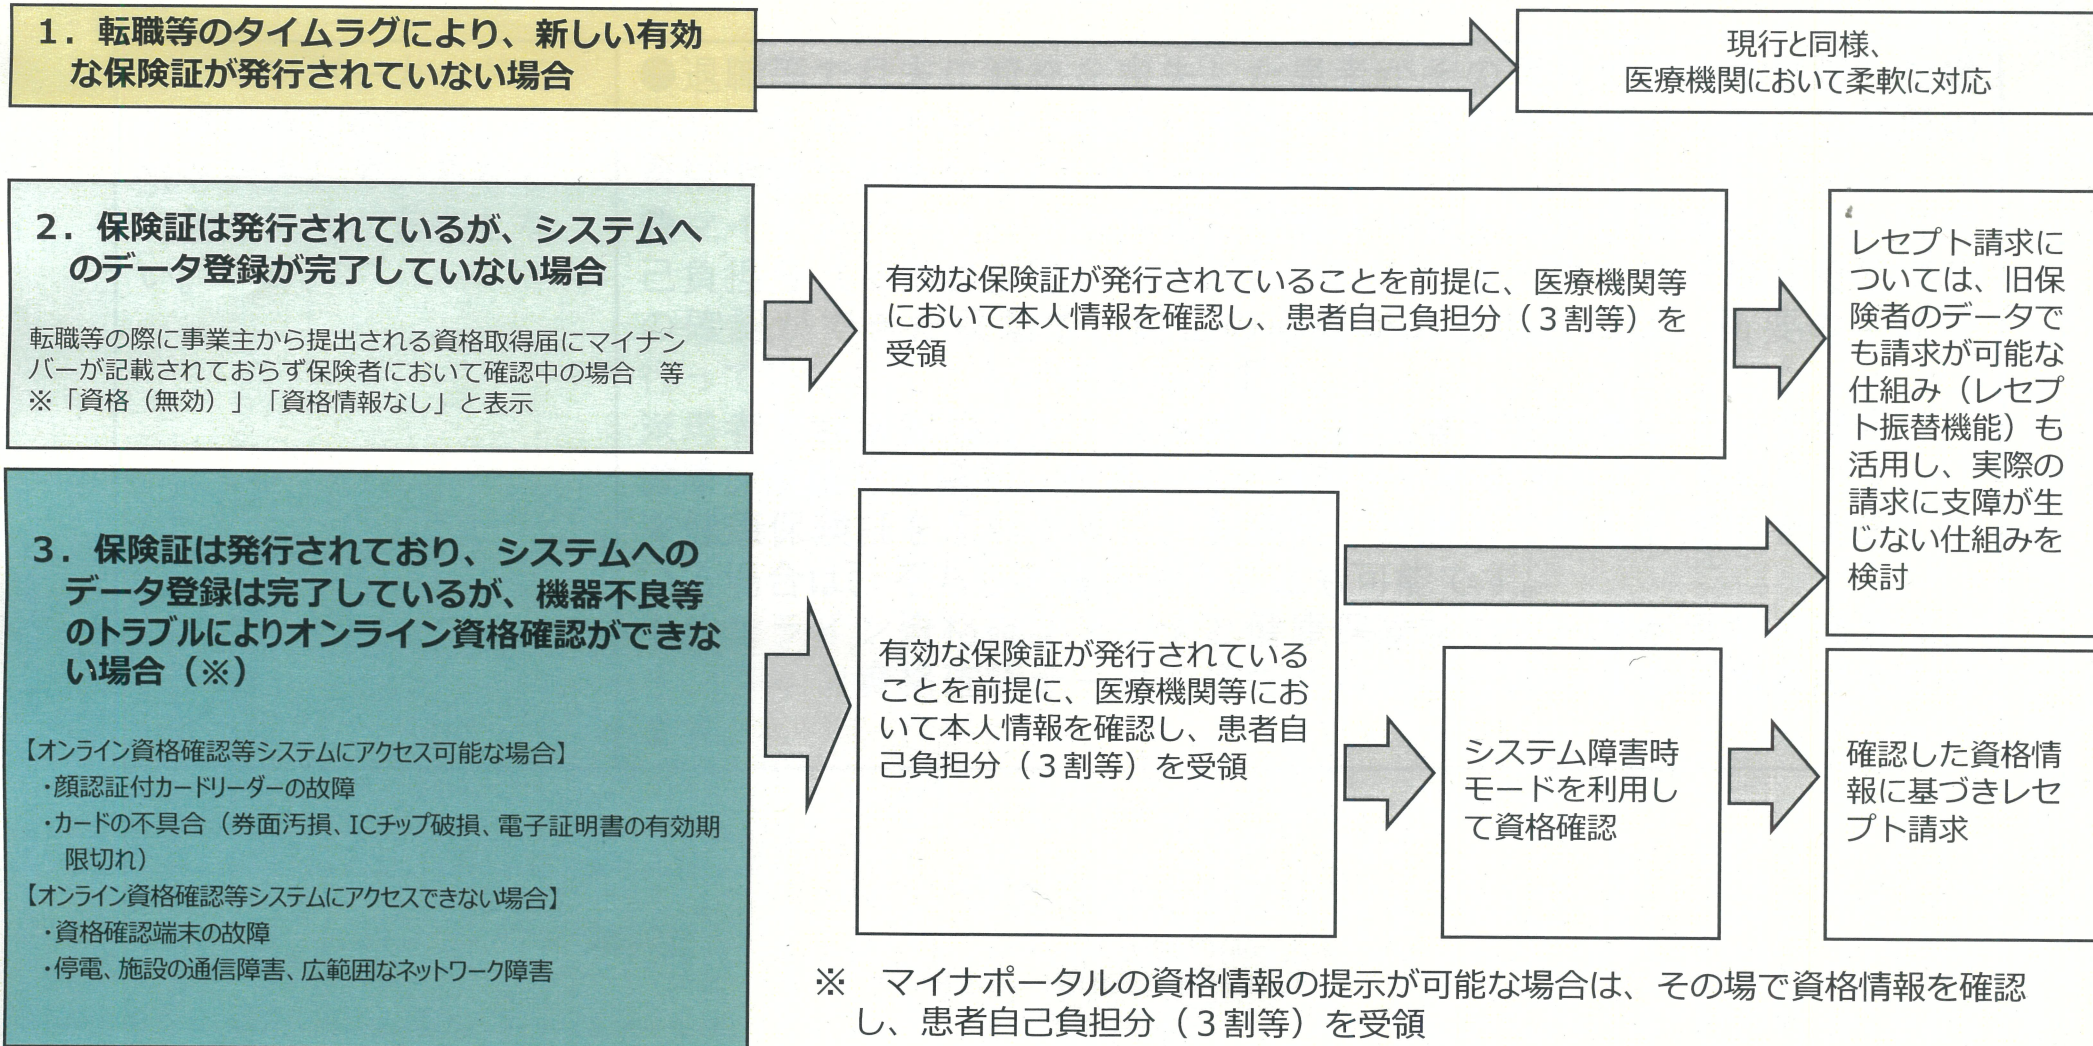 1．転職等のタイムラグにより、新しい有効
な保険証が発行されていない場合
現行と同様、
医療機関において柔軟に対応
2．保険証は発行されているが、システムへ
のデータ登録が完了していない場合
転職等の際に事業主から提出される資格取得届にマイナン
バーが記載されておらず保険者において確認中の場合　等
※「資格（無効）」「資格情報なし」と表示
有効な保険証が発行されていることを前提に、医療機関等
において本人情報を確認し、患者自己負担分（３割等）を
受領
レセプト請求に
ついては、旧保
険者のデータで
も請求が可能な
仕組み（レセプ
ト振替機能）も
活用し、実際の
請求に支障が生
じない仕組みを
検討
3．保険証は発行されており、システムへの
データ登録は完了しているが、機器不良等
のトラブルによりオンライン資格確認ができな
い場合（※）
【オンライン資格確認等システムにアクセス可能な場合】
・顔認証付カードリーダーの故障
・カードの不具合（券面汚損、ICチップ破損、電子証明書の有効期
限切れ）
【オンライン資格確認等システムにアクセスできない場合】
・資格確認端末の故障
・停電、施設の通信障害、広範囲なネットワーク障害
有効な保険証が発行されている
ことを前提に、医療機関等にお
いて本人情報を確認し、患者自
己負担分（３割等）を受領
システム障害時
モードを利用し
て資格確認
確認した資格情
報に基づきレセ
プト請求
※　マイナポータルの資格情報の提示が可能な場合は、その場で資格情報を確認
し、患者自己負担分（３割等）を受領